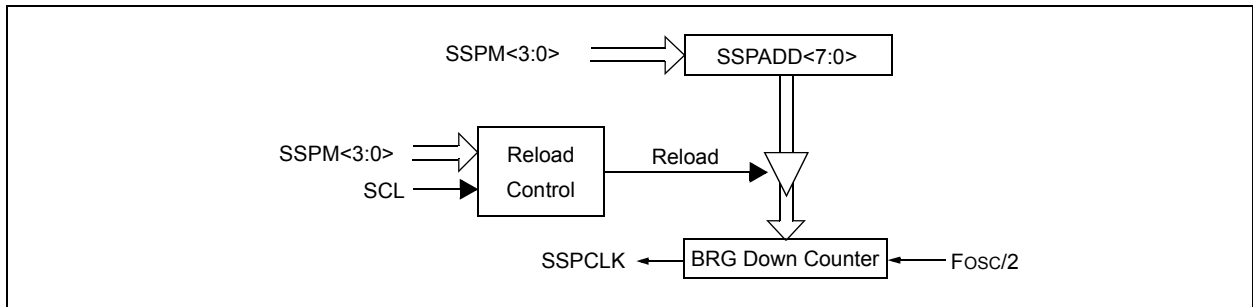 SSPM<3:0>
SSPADD<7:0>
SSPM<3:0>
SCL
Reload
Control
Reload
SSPCLK
BRG Down Counter
FOSC/2